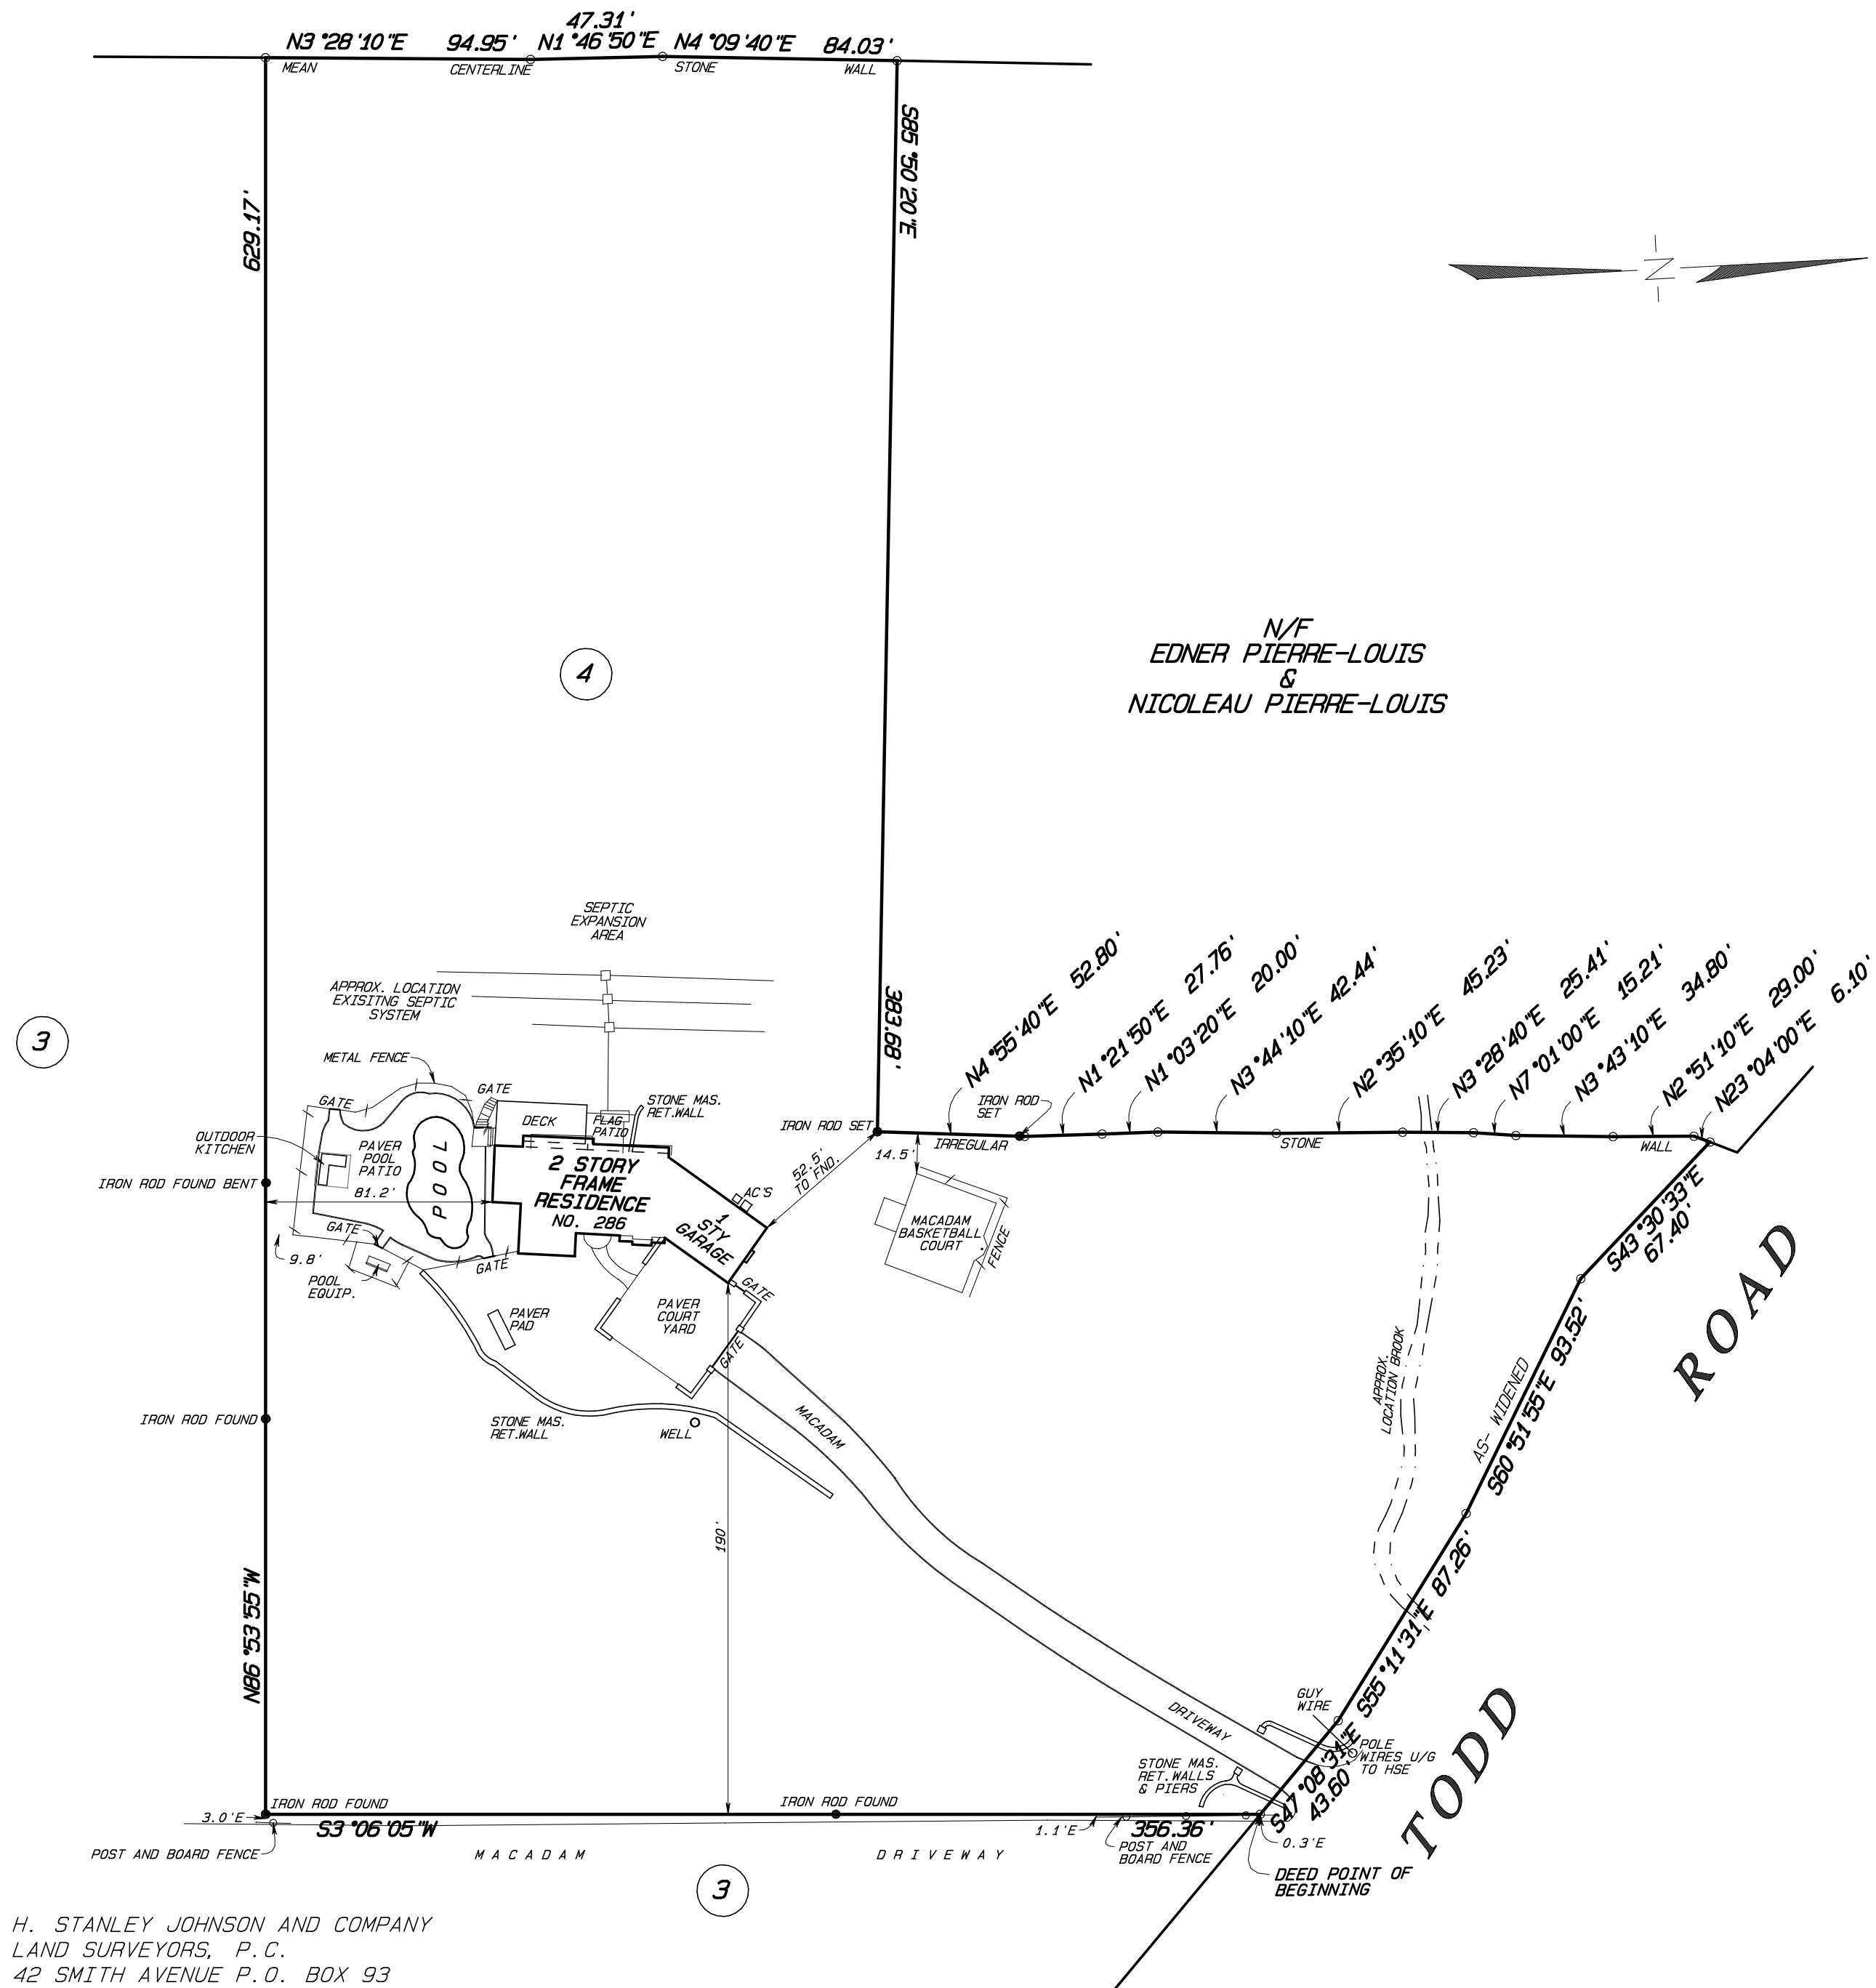 47.31'
N3°28'10"E 94.95' N1°46'50"E N4°09'40"E 84.03'
MEAN CENTERLINE STONE WALL
S85°50'20"E
629.17'
N
N/F
EDNER PIERRE-LOUIS
&
NICOLEAU PIERRE-LOUIS
4
SEPTIC
EXPANSION
AREA
APPROX. LOCATION
EXISITNG SEPTIC
SYSTEM
3
383.68'
N4°55'40"E 52.80'
N1°21'50"E 27.76'
N1°03'20"E 20.00'
N3°44'10"E 42.44'
N2°35'10"E 45.23'
N3°28'40"E 25.41'
N7°01'00"E 15.21'
N3°43'10"E 34.80'
N2°51'10"E 29.00'
N23°04'00"E 6.10'
METAL FENCE
GATE
GATE
STONE MAS.
RET.WALL
DECK
FLAG
PATIO
IRON ROD SET
IRON ROD
SET
IRREGULAR STONE WALL
14.5'
OUTDOOR
KITCHEN
PAVER
POOL
PATIO
POOL
IRON ROD FOUND BENT
81.2'
2 STORY
FRAME
RESIDENCE
NO. 286
52.5'
TO FND.
AC'S
1
STY
GARAGE
MACADAM
BASKETBALL
COURT
FENCE
GATE
9.8'
POOL
EQUIP.
GATE
GATE
PAVER
PAD
PAVER
COURT
YARD
GATE
S43°30'33"E
67.40'
ROAD
APPROX.
LOCATION BROOK
AS- WIDENED
S60°51'55"E 93.52'
IRON ROD FOUND
STONE MAS.
RET.WALL
WELL
MACADAM
190'
N86°53'55"W
S55°11'31"E 87.26'
GUY
WIRE
DRIVEWAY
POLE
WIRES U/G
TO HSE
STONE MAS.
RET.WALLS
& PIERS
S47°08'31"E
43.60'
TODD
IRON ROD FOUND
IRON ROD FOUND
3.0'E
S3°06'05"W
1.1'E
356.36'
0.3'E
POST AND BOARD FENCE
MACADAM DRIVEWAY
POST AND
BOARD FENCE
DEED POINT OF
BEGINNING
3
H. STANLEY JOHNSON AND COMPANY
LAND SURVEYORS, P.C.
42 SMITH AVENUE P.O. BOX 93